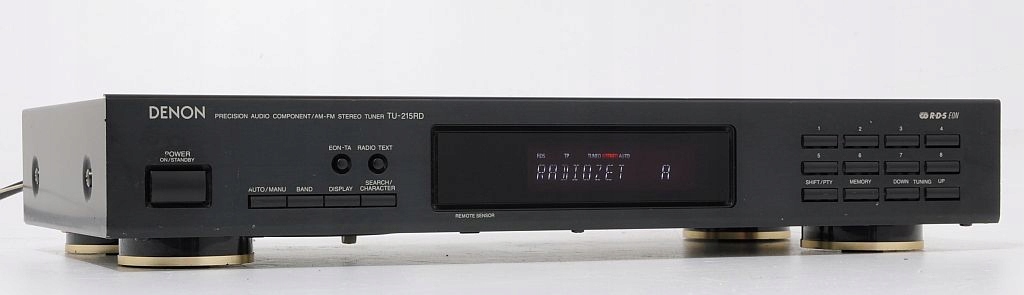 DENON PRECISION AUDIO COMPONENT/AM-FM STEREO TUNER TU-215RD
R·D·S EON
POWER
ON/STANDBY
EON-TA RADIO TEXT
AUTO/MANU BAND DISPLAY SEARCH/
CHARACTER
RDS TP TUNED STEREO AUTO
RADIOZET A
REMOTE SENSOR
1 2 3 4
5 6 7 8
SHIFT/PTY MEMORY DOWN TUNING UP